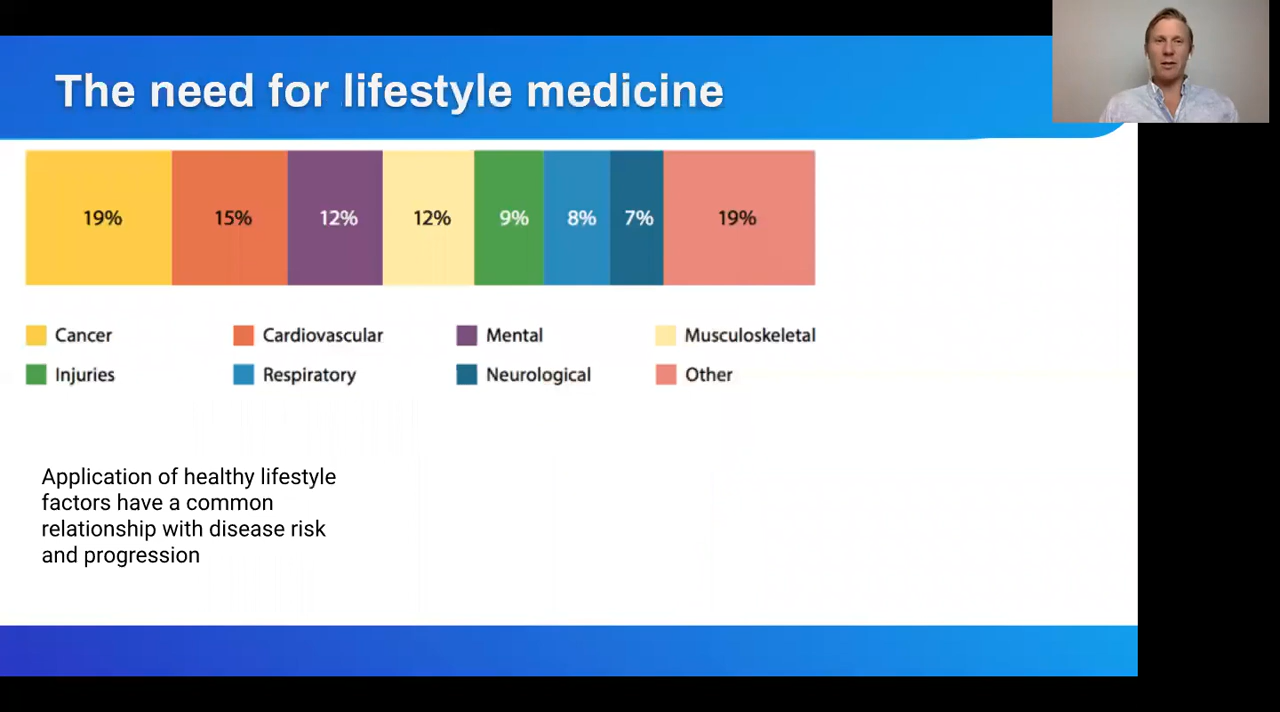 The need for lifestyle medicine
19% 15% 12% 12% 9% 8% 7% 19%
Cancer Cardiovascular Mental Musculoskeletal
Injuries Respiratory Neurological Other
Application of healthy lifestyle
factors have a common
relationship with disease risk
and progression